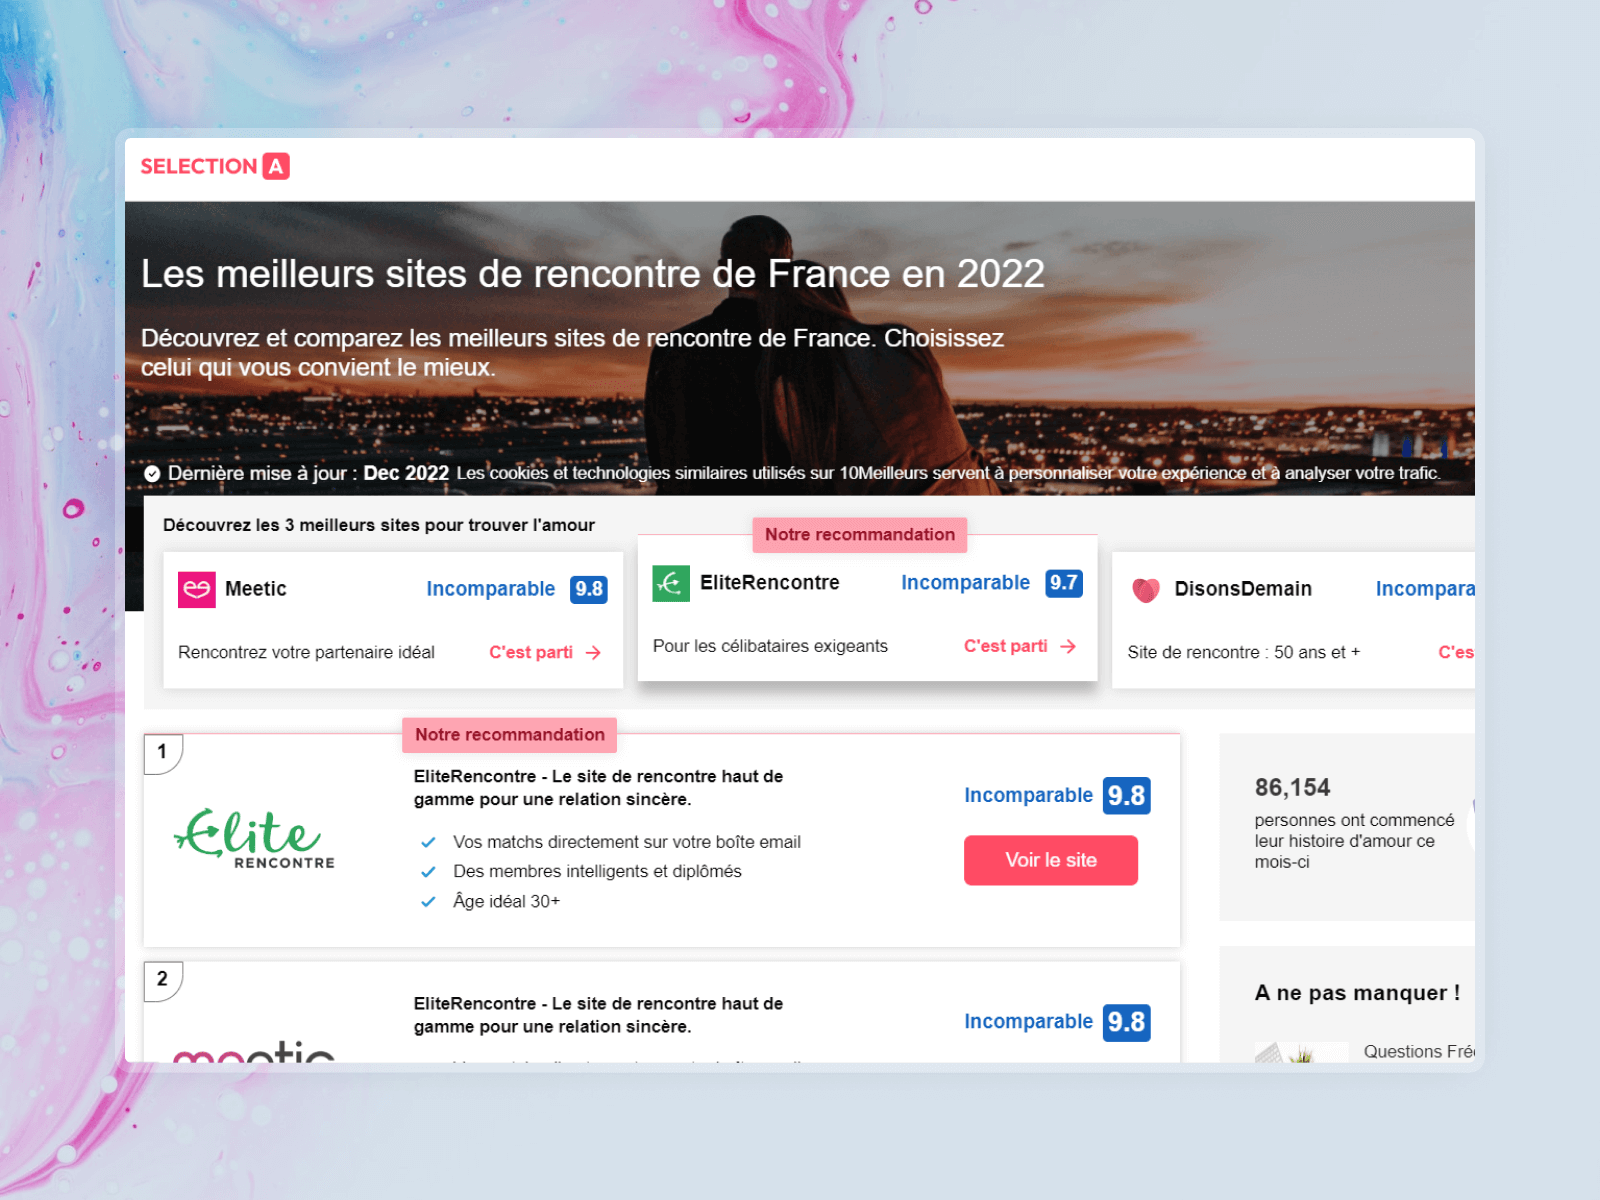 SELECTION A
Les meilleurs sites de rencontre de France en 2022
Découvrez et comparez les meilleurs sites de rencontre de France. Choisissez
celui qui vous convient le mieux.
Dernière mise à jour : Dec 2022 Les cookies et technologies similaires utilisés sur 10Meilleurs servent à personnaliser votre expérience et à analyser votre trafic.
Découvrez les 3 meilleurs sites pour trouver l'amour
Meetic
Incomparable 9.8
Rencontrez votre partenaire idéal
C'est parti
Notre recommandation
EliteRencontre
Incomparable 9.7
Pour les célibataires exigeants
C'est parti
DisonsDemain
Incompara
Site de rencontre : 50 ans et +
C'es
1
Notre recommandation
Elite
RENCONTRE
EliteRencontre - Le site de rencontre haut de
gamme pour une relation sincère.
Vos matchs directement sur votre boîte email
Des membres intelligents et diplômés
Âge idéal 30+
Incomparable 9.8
Voir le site
2
meetic
EliteRencontre - Le site de rencontre haut de
gamme pour une relation sincère.
Incomparable 9.8
86,154
personnes ont commencé
leur histoire d'amour ce
mois-ci
A ne pas manquer !
Questions Fré